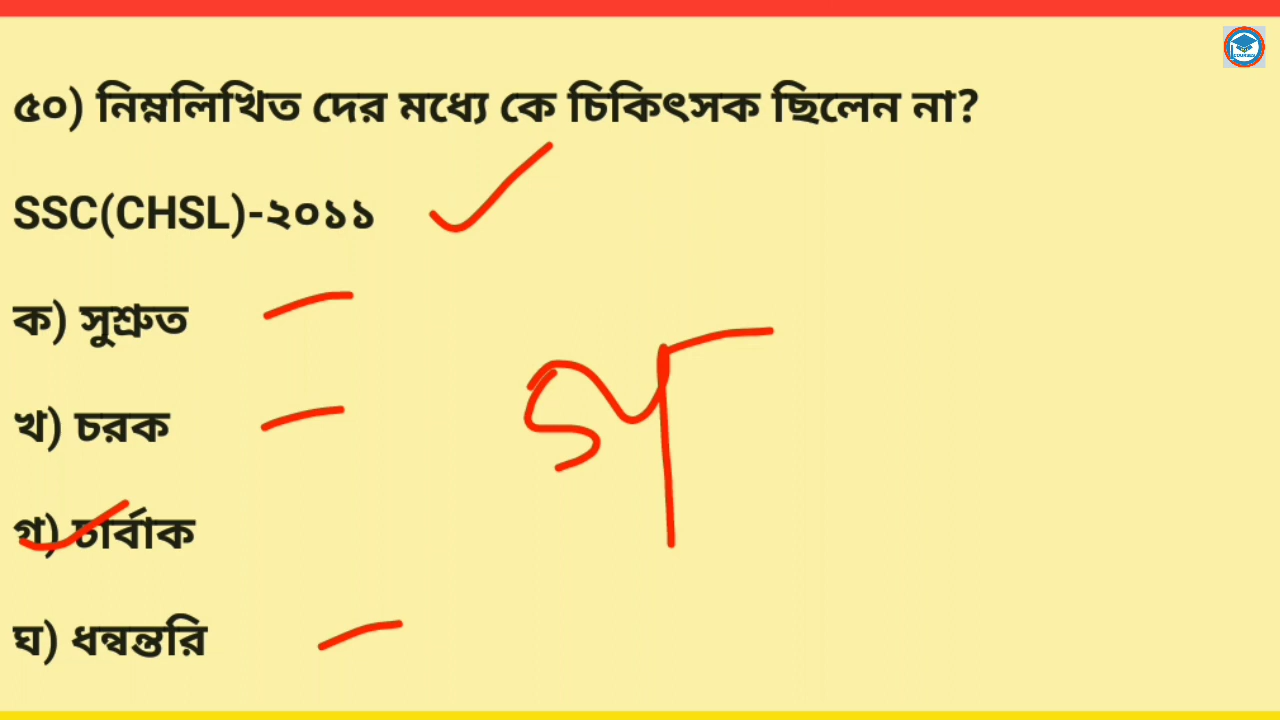 ৫০) নিম্নলিখিত দের মধ্যে কে চিকিৎসক ছিলেন না?
SSC(CHSL)-২০১১
ক) সুশ্রুত
খ) চরক
গ) চার্বাক
ঘ) ধন্বন্তরি